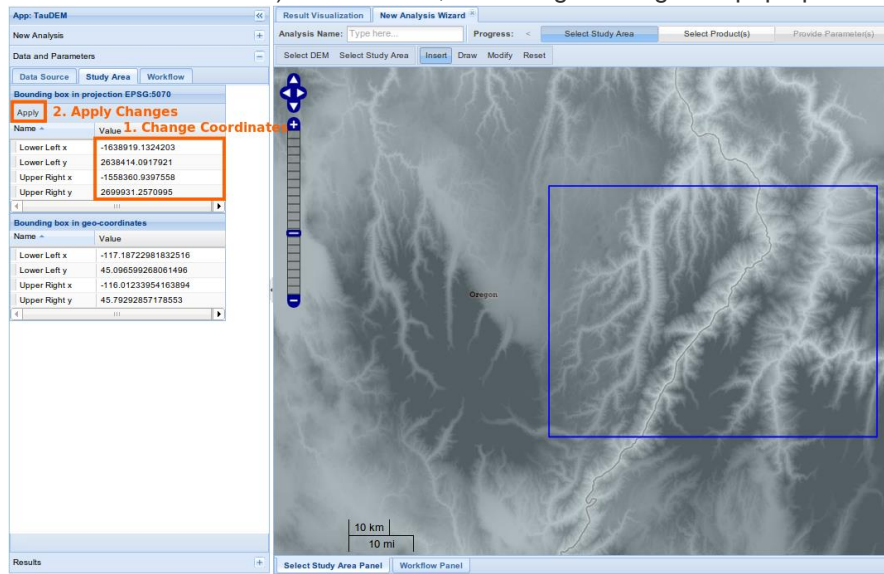 App: TauDEM
New Analysis
Data and Parameters
Data Source Study Area Workflow
Bounding box in projection EPSG:5070
Apply 2. Apply Changes
Name Value 1. Change Coordinates
Lower Left x -1638919.1324203
Lower Left y 2638414.0917921
Upper Right x -1558360.9397558
Upper Right y 2699931.2570995
Bounding box in geo-coordinates
Name Value
Lower Left x -117.18722981832516
Lower Left y 45.096599268061496
Upper Right x -116.01233954163894
Upper Right y 45.79292857178553
Results
Result Visualization New Analysis Wizard
Analysis Name: Type here... Progress: < Select Study Area Select Product(s) Provide Parameter(s)
Select DEM Select Study Area Insert Draw Modify Reset
Oregon
10 km
10 mi
Select Study Area Panel Workflow Panel